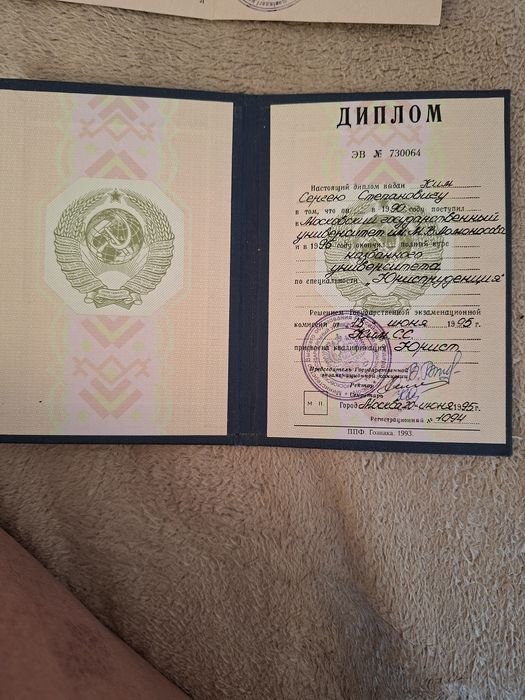 ДИПЛОМ
ЭВ № 730064
Настоящий диплом выдан Ким
Сергею Степановичу
в том, что он в 1990 году поступил
в Московский государственный
университет им. М.В. Ломоносова
и в 1995 году окончил полный курс
названного
университета
по специальности „Юриспруденция"
Решением Государственной экзаменационной
комиссии от „18" июня 1995 г.
Ким С.С.
присвоена квалификация Юрист
Председатель Государственной
экзаменационной комиссии
Ректор
Секретарь
М П
Город Москва 20 июня 1995 г.
Регистрационный № 1094
ППФ. Гознака. 1993.